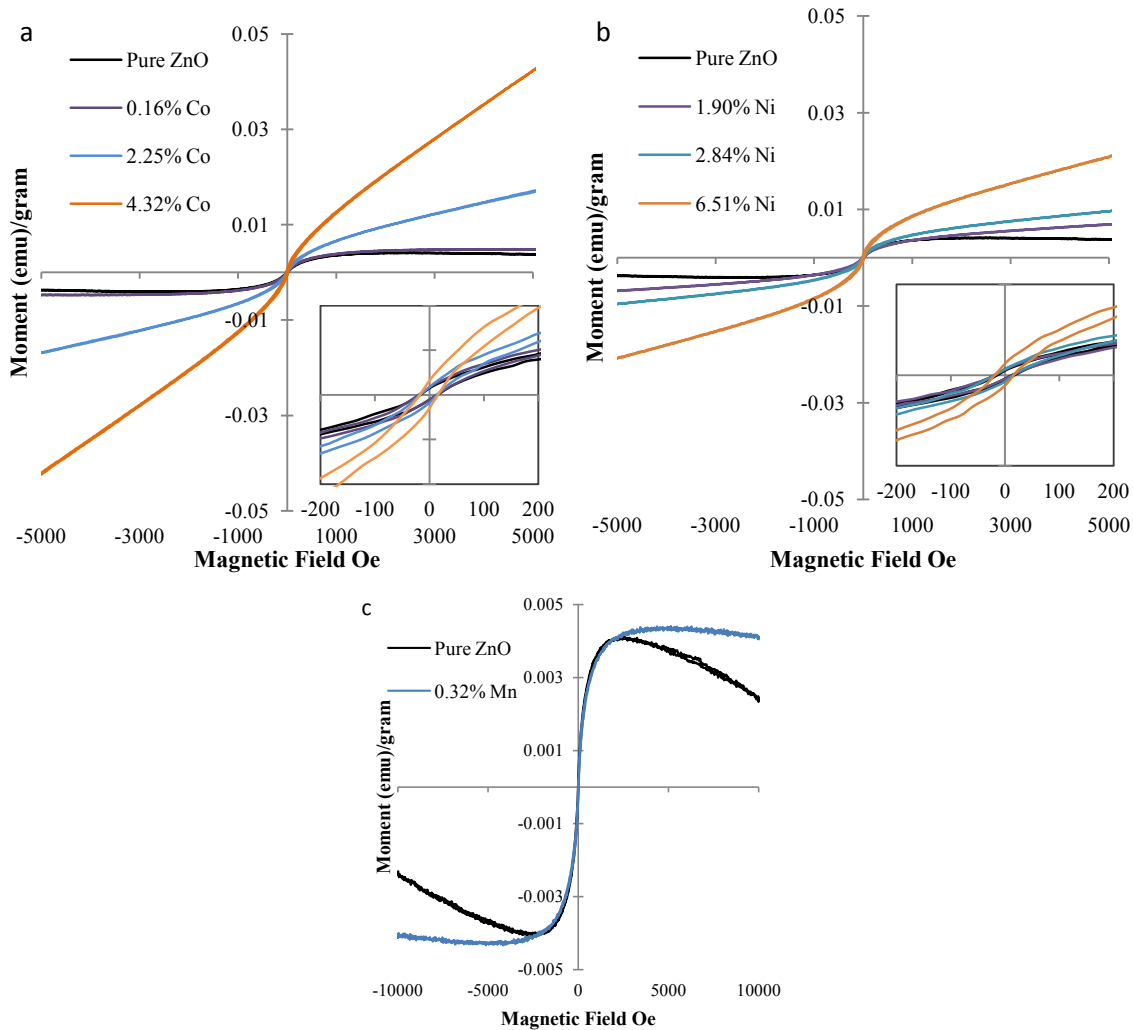 a
Pure ZnO
0.16% Co
2.25% Co
4.32% Co
0.05
0.03
0.01
-0.01
-0.03
-0.05
-5000 -3000 -1000 1000 3000 5000
Moment (emu)/gram
Magnetic Field Oe
-200 -100 0 100 200
b
Pure ZnO
1.90% Ni
2.84% Ni
6.51% Ni
0.05
0.03
0.01
-0.01
-0.03
-0.05
-5000 -3000 -1000 1000 3000 5000
Moment (emu)/gram
Magnetic Field Oe
-200 -100 0 100 200
c
Pure ZnO
0.32% Mn
0.005
0.003
0.001
-0.001
-0.003
-0.005
-10000 -5000 0 5000 10000
Moment (emu)/gram
Magnetic Field Oe